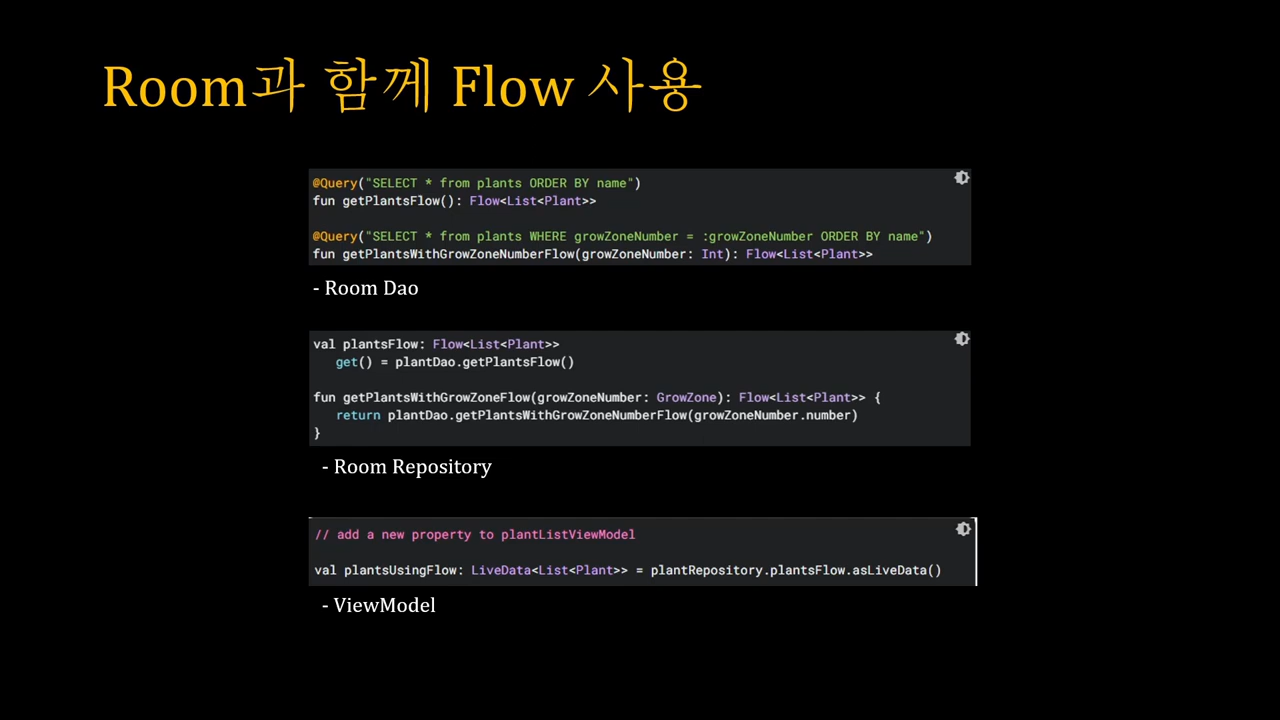 Room과 함께 Flow 사용
@Query("SELECT * from plants ORDER BY name")
fun getPlantsFlow(): Flow<List<Plant>>
@Query("SELECT * from plants WHERE growZoneNumber = :growZoneNumber ORDER BY name")
fun getPlantsWithGrowZoneNumberFlow(growZoneNumber: Int): Flow<List<Plant>>
- Room Dao
val plantsFlow: Flow<List<Plant>>
get() = plantDao.getPlantsFlow()
fun getPlantsWithGrowZoneFlow(growZoneNumber: GrowZone): Flow<List<Plant>> {
return plantDao.getPlantsWithGrowZoneNumberFlow(growZoneNumber.number)
}
- Room Repository
// add a new property to plantListViewModel
val plantsUsingFlow: LiveData<List<Plant>> = plantRepository.plantsFlow.asLiveData()
- ViewModel